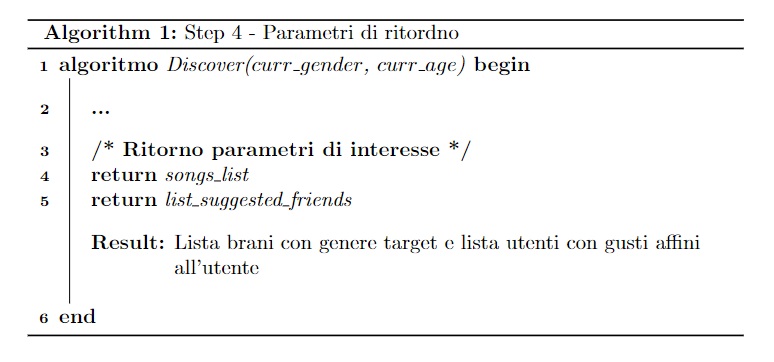 Algorithm 1: Step 4 - Parametri di ritordno
1 algoritmo Discover(curr_gender, curr_age) begin
2 ...
3 /* Ritorno parametri di interesse */
4 return songs_list
5 return list_suggested_friends
Result: Lista brani con genere target e lista utenti con gusti affini
all'utente
6 end